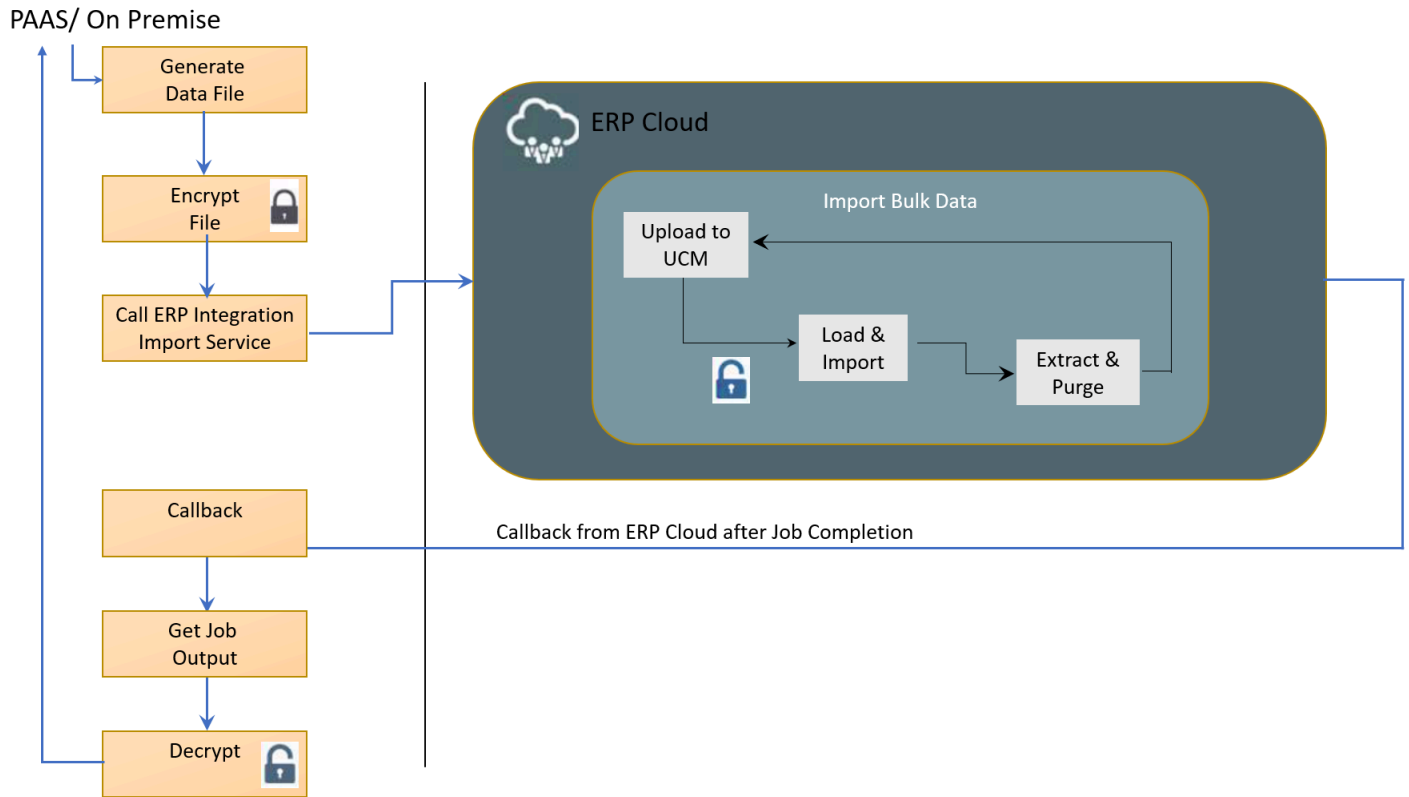 PAAS/ On Premise
Generate
Data File
Encrypt
File
Call ERP Integration
Import Service
ERP Cloud
Import Bulk Data
Upload to
UCM
Load &
Import
Extract &
Purge
Callback from ERP Cloud after Job Completion
Callback
Get Job
Output
Decrypt